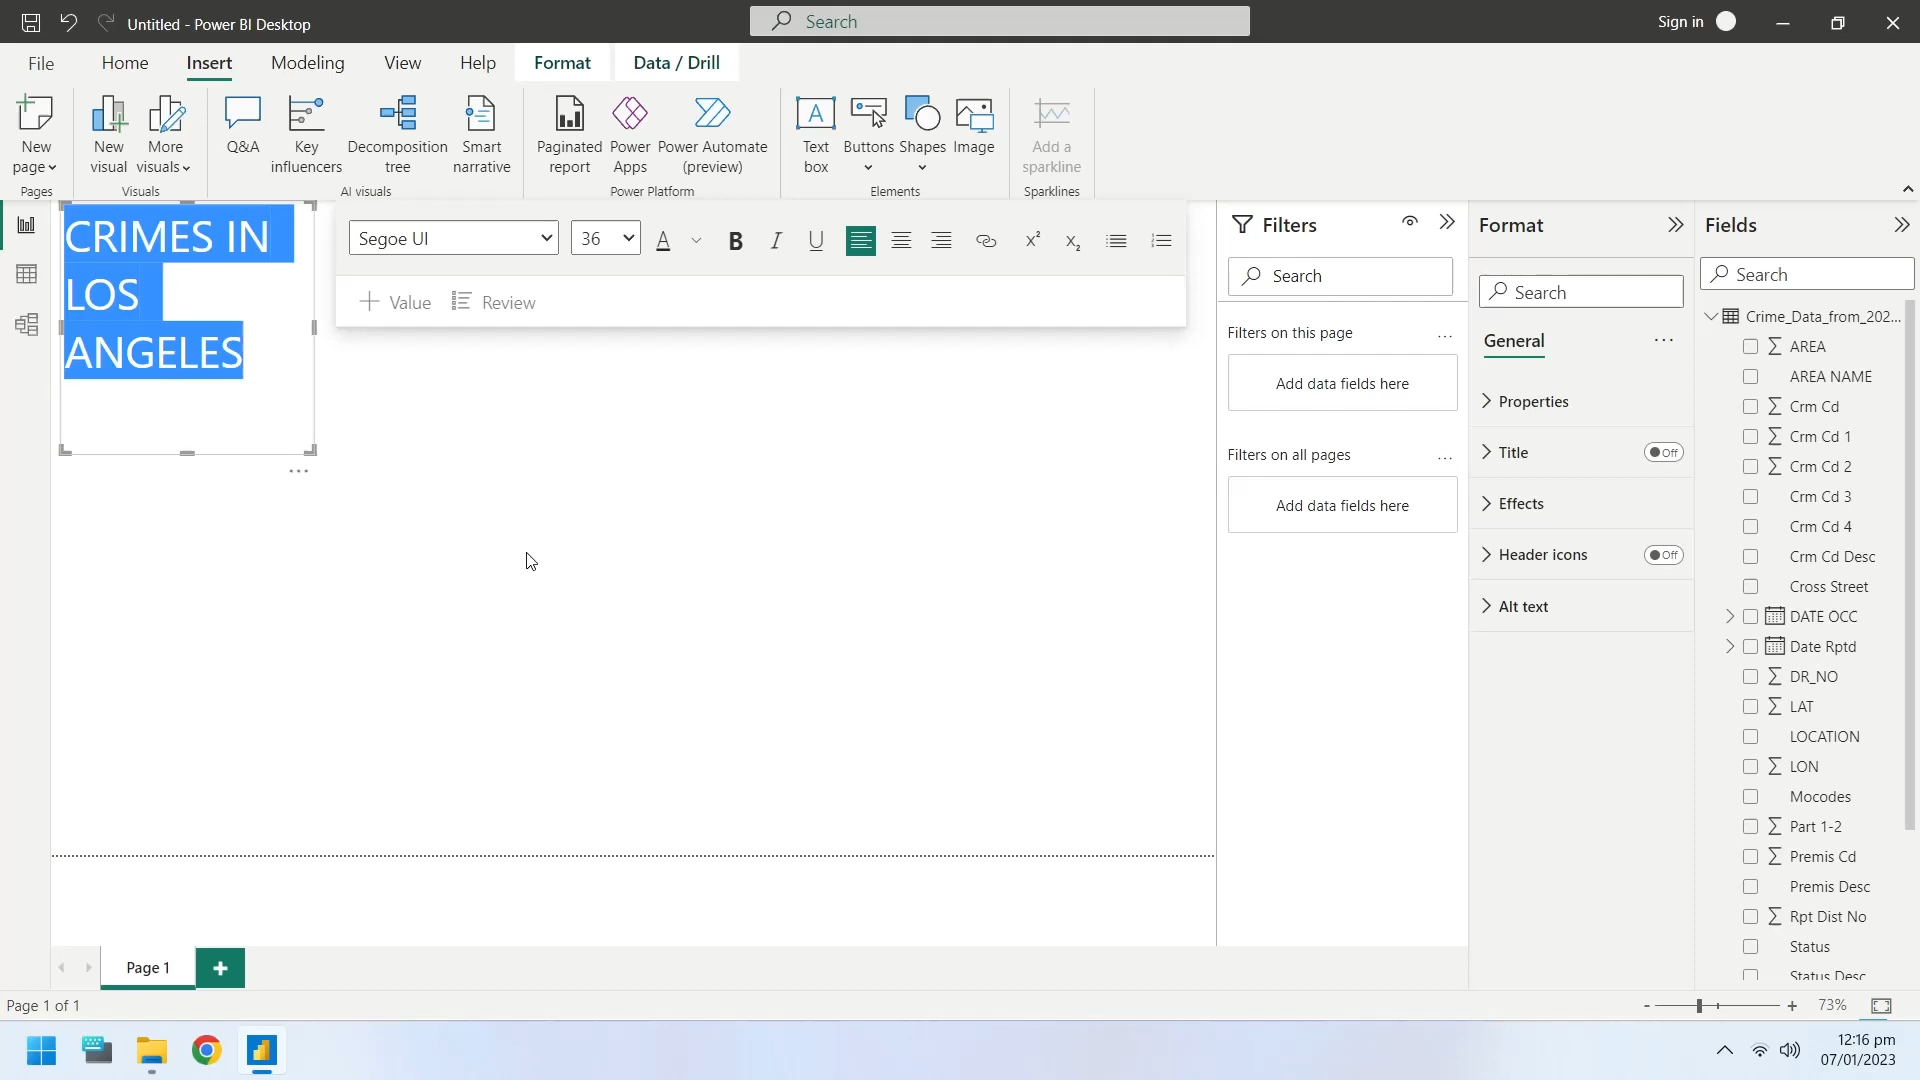 Untitled - Power BI Desktop
Search
Sign in
File
Home
Insert
Modeling
View
Help
Format
Data / Drill
New page
New visual
More visuals
Q&A
Key influencers
Decomposition tree
Smart narrative
Paginated report
Power Apps
Power Automate (preview)
Text box
Buttons
Shapes
Image
Add a sparkline
Pages
Visuals
AI visuals
Power Platform
Elements
Sparklines
CRIMES IN
LOS
ANGELES
Segoe UI
36
A
B
I
U
Value
Review
Filters
Search
Filters on this page
Add data fields here
Filters on all pages
Add data fields here
Format
Search
General
Properties
Title
Off
Effects
Header icons
Off
Alt text
Fields
Search
Crime_Data_from_202...
AREA
AREA NAME
Crm Cd
Crm Cd 1
Crm Cd 2
Crm Cd 3
Crm Cd 4
Crm Cd Desc
Cross Street
DATE OCC
Date Rptd
DR_NO
LAT
LOCATION
LON
Mocodes
Part 1-2
Premis Cd
Premis Desc
Rpt Dist No
Status
Status Desc
Page 1
Page 1 of 1
73%
12:16 pm
07/01/2023